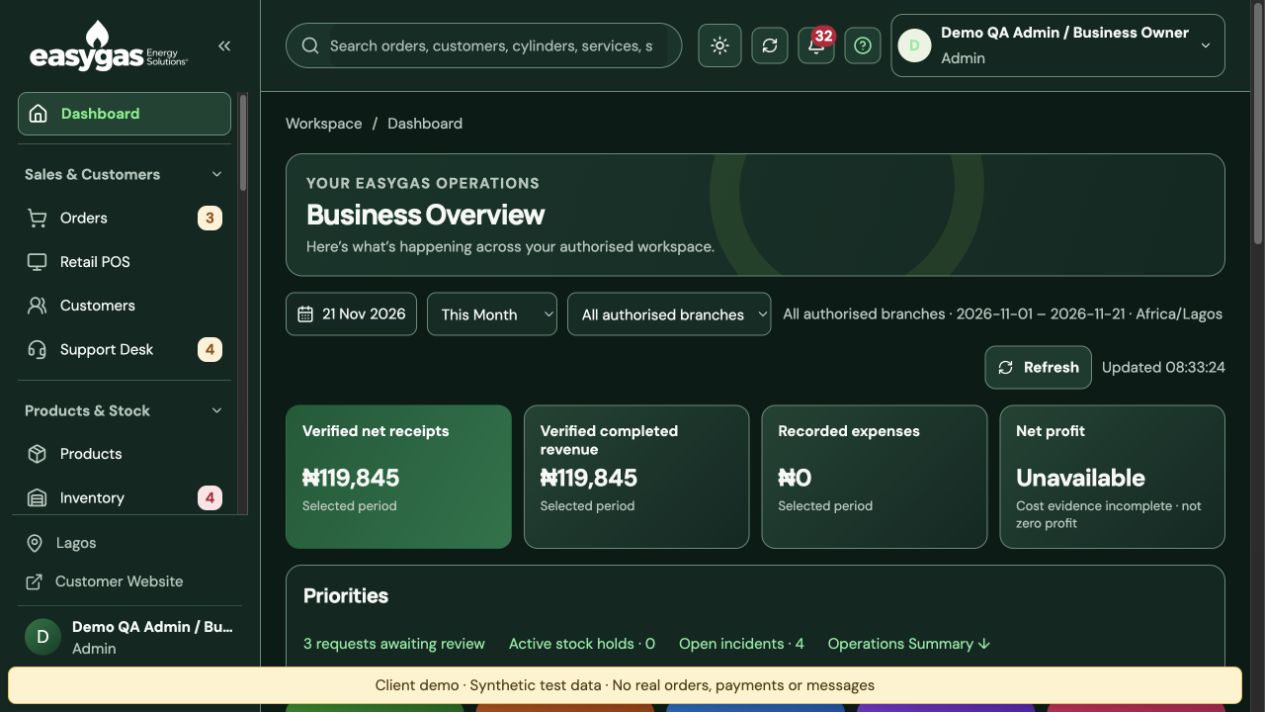 easygas Energy Solutions
Search orders, customers, cylinders, services, s
32
D
Demo QA Admin / Business Owner
Admin
Dashboard
Sales & Customers
Orders 3
Retail POS
Customers
Support Desk 4
Products & Stock
Products
Inventory 4
Lagos
Customer Website
D
Demo QA Admin / Bu...
Admin
Workspace / Dashboard
YOUR EASYGAS OPERATIONS
Business Overview
Here's what's happening across your authorised workspace.
21 Nov 2026
This Month
All authorised branches
All authorised branches · 2026-11-01 – 2026-11-21 · Africa/Lagos
Refresh
Updated 08:33:24
Verified net receipts
₦119,845
Selected period
Verified completed
revenue
₦119,845
Selected period
Recorded expenses
₦0
Selected period
Net profit
Unavailable
Cost evidence incomplete · not
zero profit
Priorities
3 requests awaiting review
Active stock holds · 0
Open incidents · 4
Operations Summary ↓
Client demo · Synthetic test data · No real orders, payments or messages